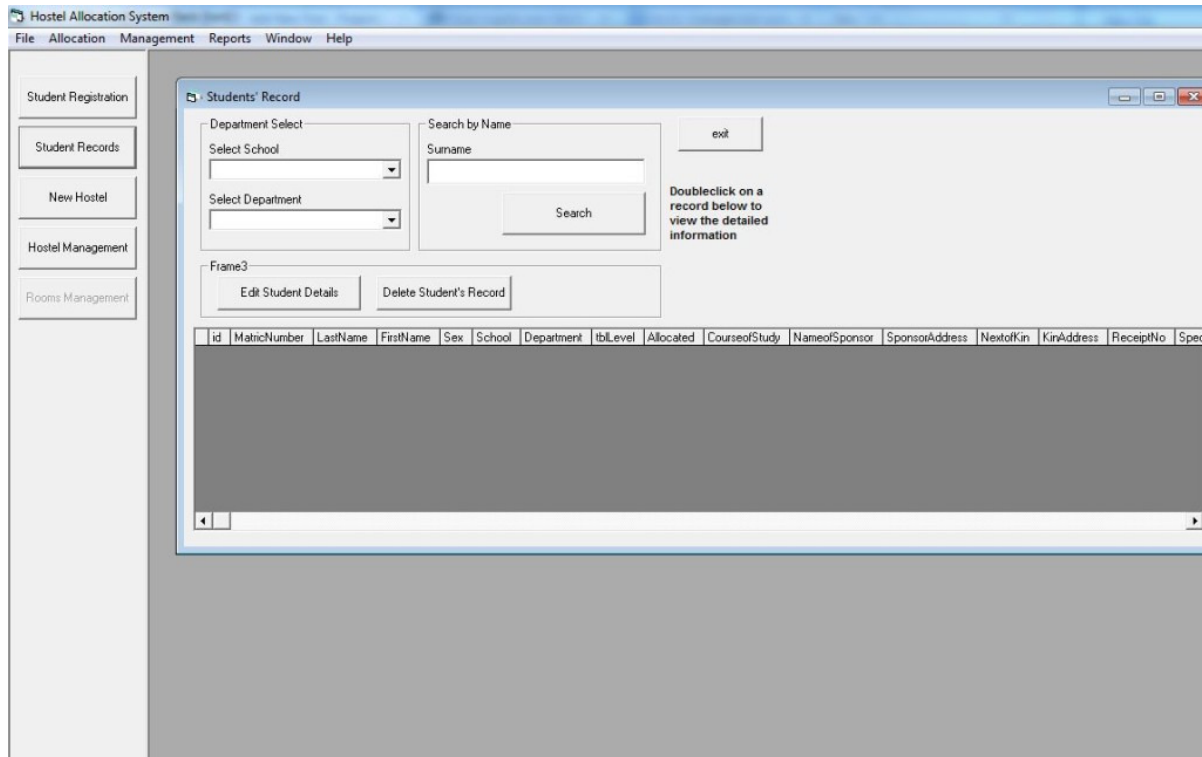 Hostel Allocation System
File Allocation Management Reports Window Help
Student Registration
Student Records
New Hostel
Hostel Management
Rooms Management
Students' Record
Department Select
Select School
Select Department
Search by Name
Surname
Search
exit
Doubleclick on a
record below to
view the detailed
information
Frame3
Edit Student Details Delete Student's Record
id MatricNumber LastName FirstName Sex School Department tblLevel Allocated CourseofStudy NameofSponsor SponsorAddress NextofKin KinAddress ReceiptNo Spec